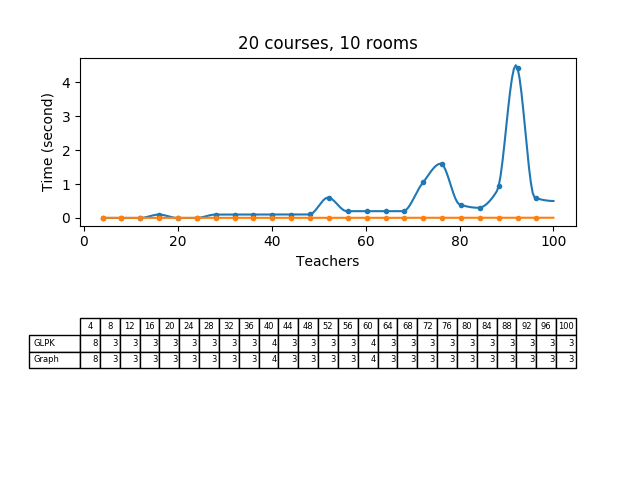 20 courses, 10 rooms
Time (second)
4
3
2
1
0
0 20 40 60 80 100
Teachers
4 8 12 16 20 24 28 32 36 40 44 48 52 56 60 64 68 72 76 80 84 88 92 96 100
GLPK 8 3 3 3 3 3 3 3 3 4 3 3 3 3 4 3 3 3 3 3 3 3 3 3 3
Graph 8 3 3 3 3 3 3 3 3 4 3 3 3 3 4 3 3 3 3 3 3 3 3 3 3